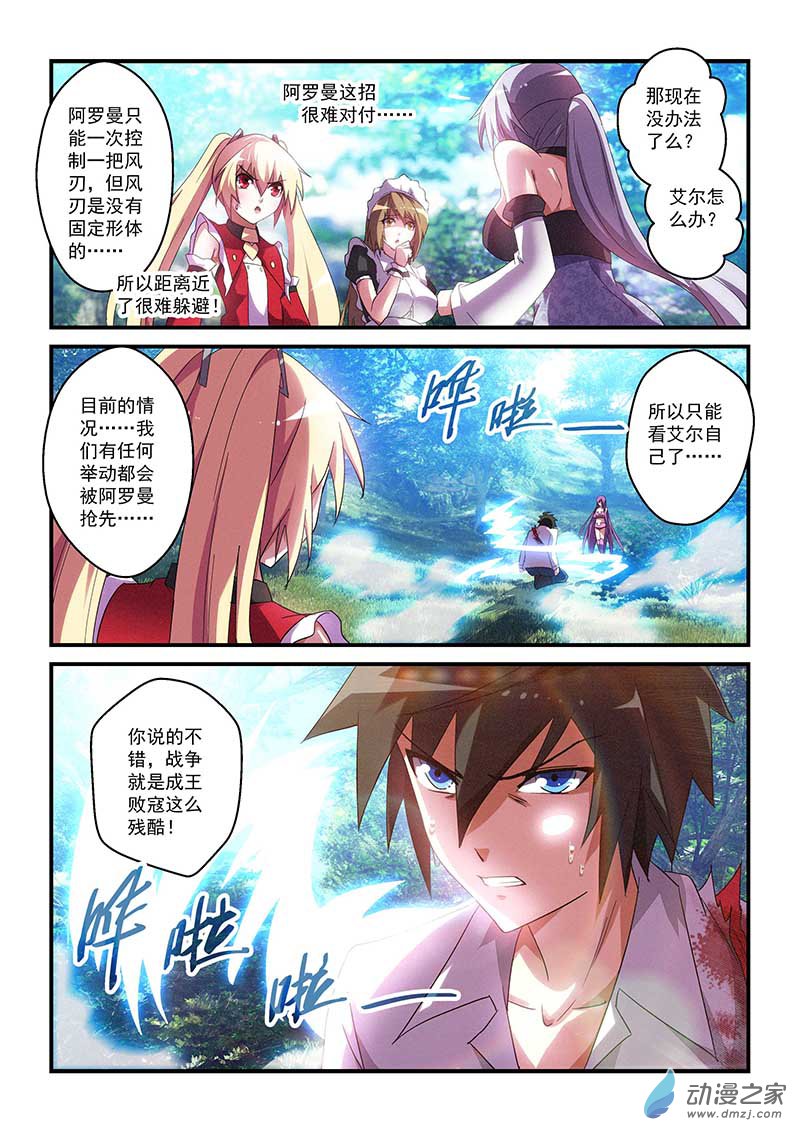 阿罗曼这招
很难对付……
阿罗曼只
能一次控
制一把风
刃，但风
刃是没有
固定形体
的……
所以距离近
了很难躲避！
那现在
没办法
了么？
艾尔怎
么办？
目前的情
况……我
们有任何
举动都会
被阿罗曼
抢先……
哗啦——
所以只能
看艾尔自
己了……
你说的不
错，战争
就是成王
败寇这么
残酷！
哗啦啦——
动漫之家
www.dmzj.com